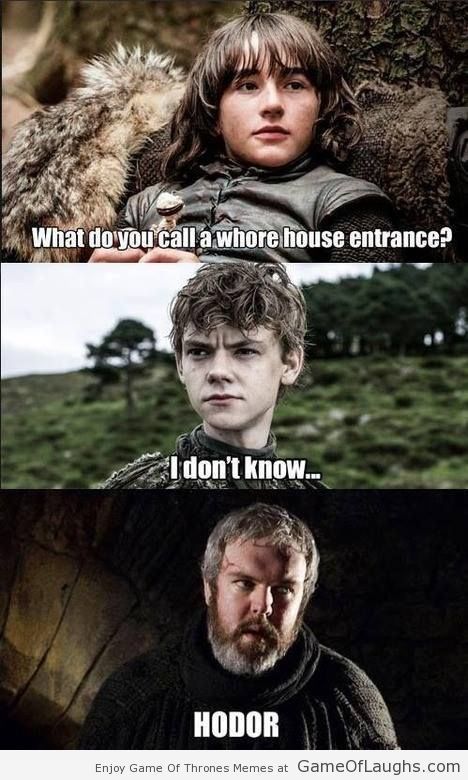 What do you call a whore house entrance?
I don't know...
HODOR
Enjoy Game Of Thrones Memes at GameOfLaughs.com